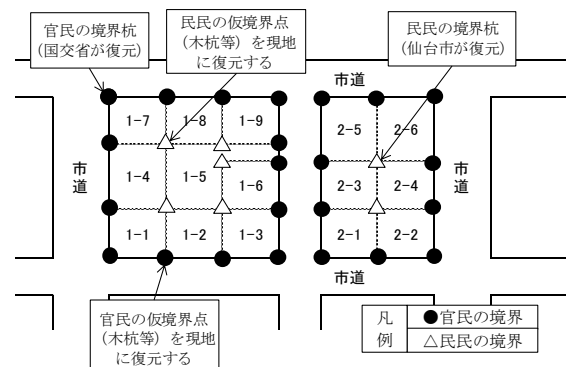 官民の境界杭
(国交省が復元)
民民の仮境界点
（木杭等）を現地
に復元する
民民の境界杭
(仙台市が復元)
市道
1-7
1-8
1-9
2-5
2-6
市道
1-4
1-5
1-6
2-3
2-4
市道
1-1
1-2
1-3
2-1
2-2
市道
官民の仮境界点
（木杭等）を現地
に復元する
凡例
●官民の境界
△民民の境界